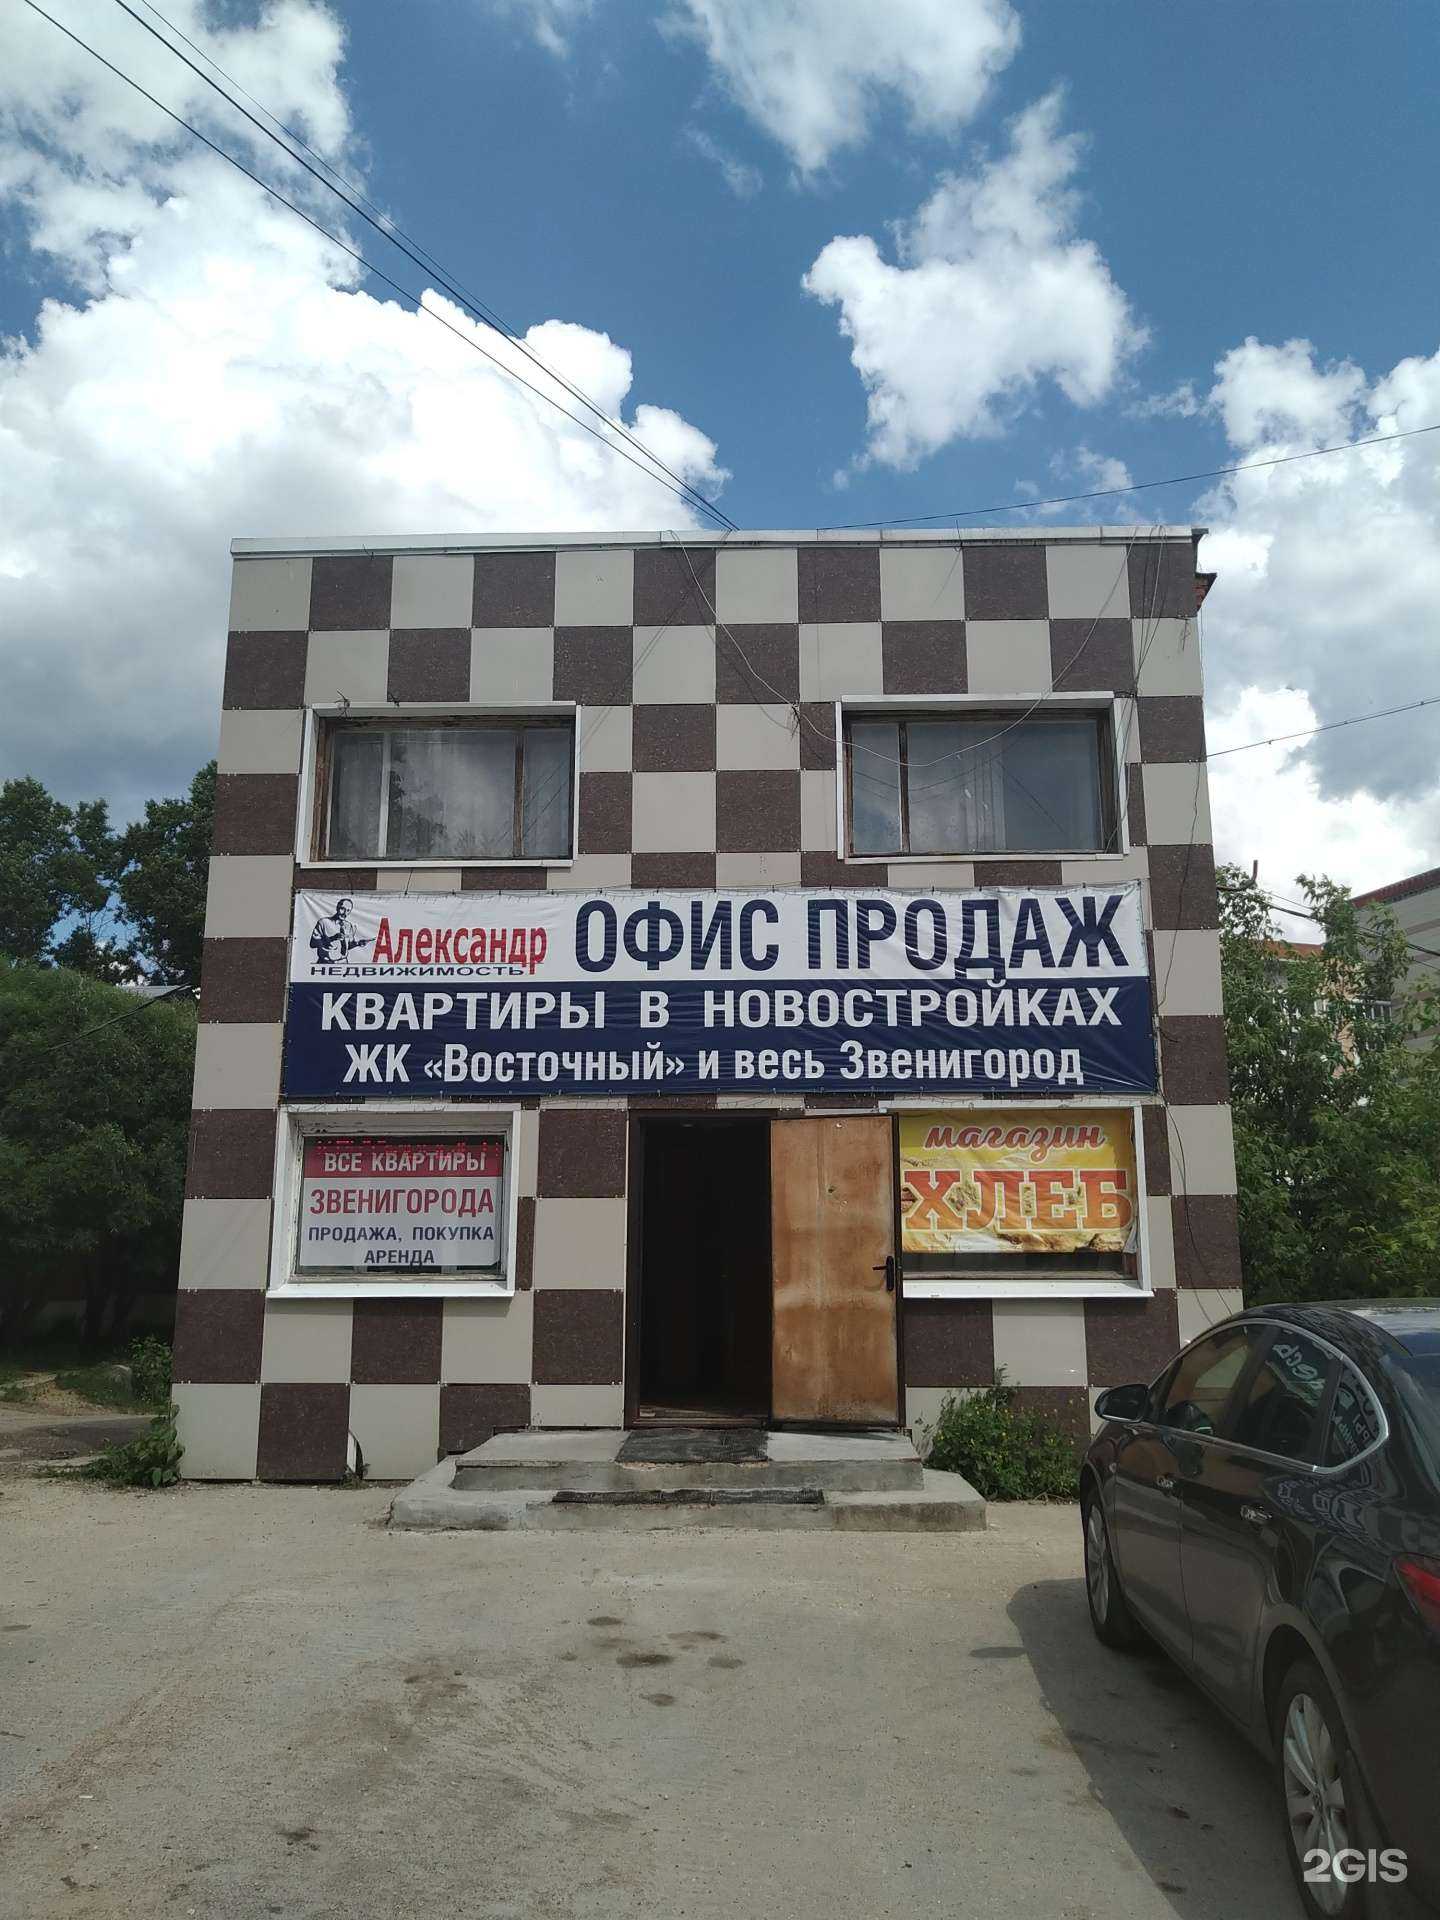 Александр
НЕДВИЖИМОСТЬ
ОФИС ПРОДАЖ
КВАРТИРЫ В НОВОСТРОЙКАХ
ЖК «Восточный» и весь Звенигород
ВСЕ КВАРТИРЫ
ЗВЕНИГОРОДА
ПРОДАЖА, ПОКУПКА
АРЕНДА
магазин
ХЛЕБ
2GIS